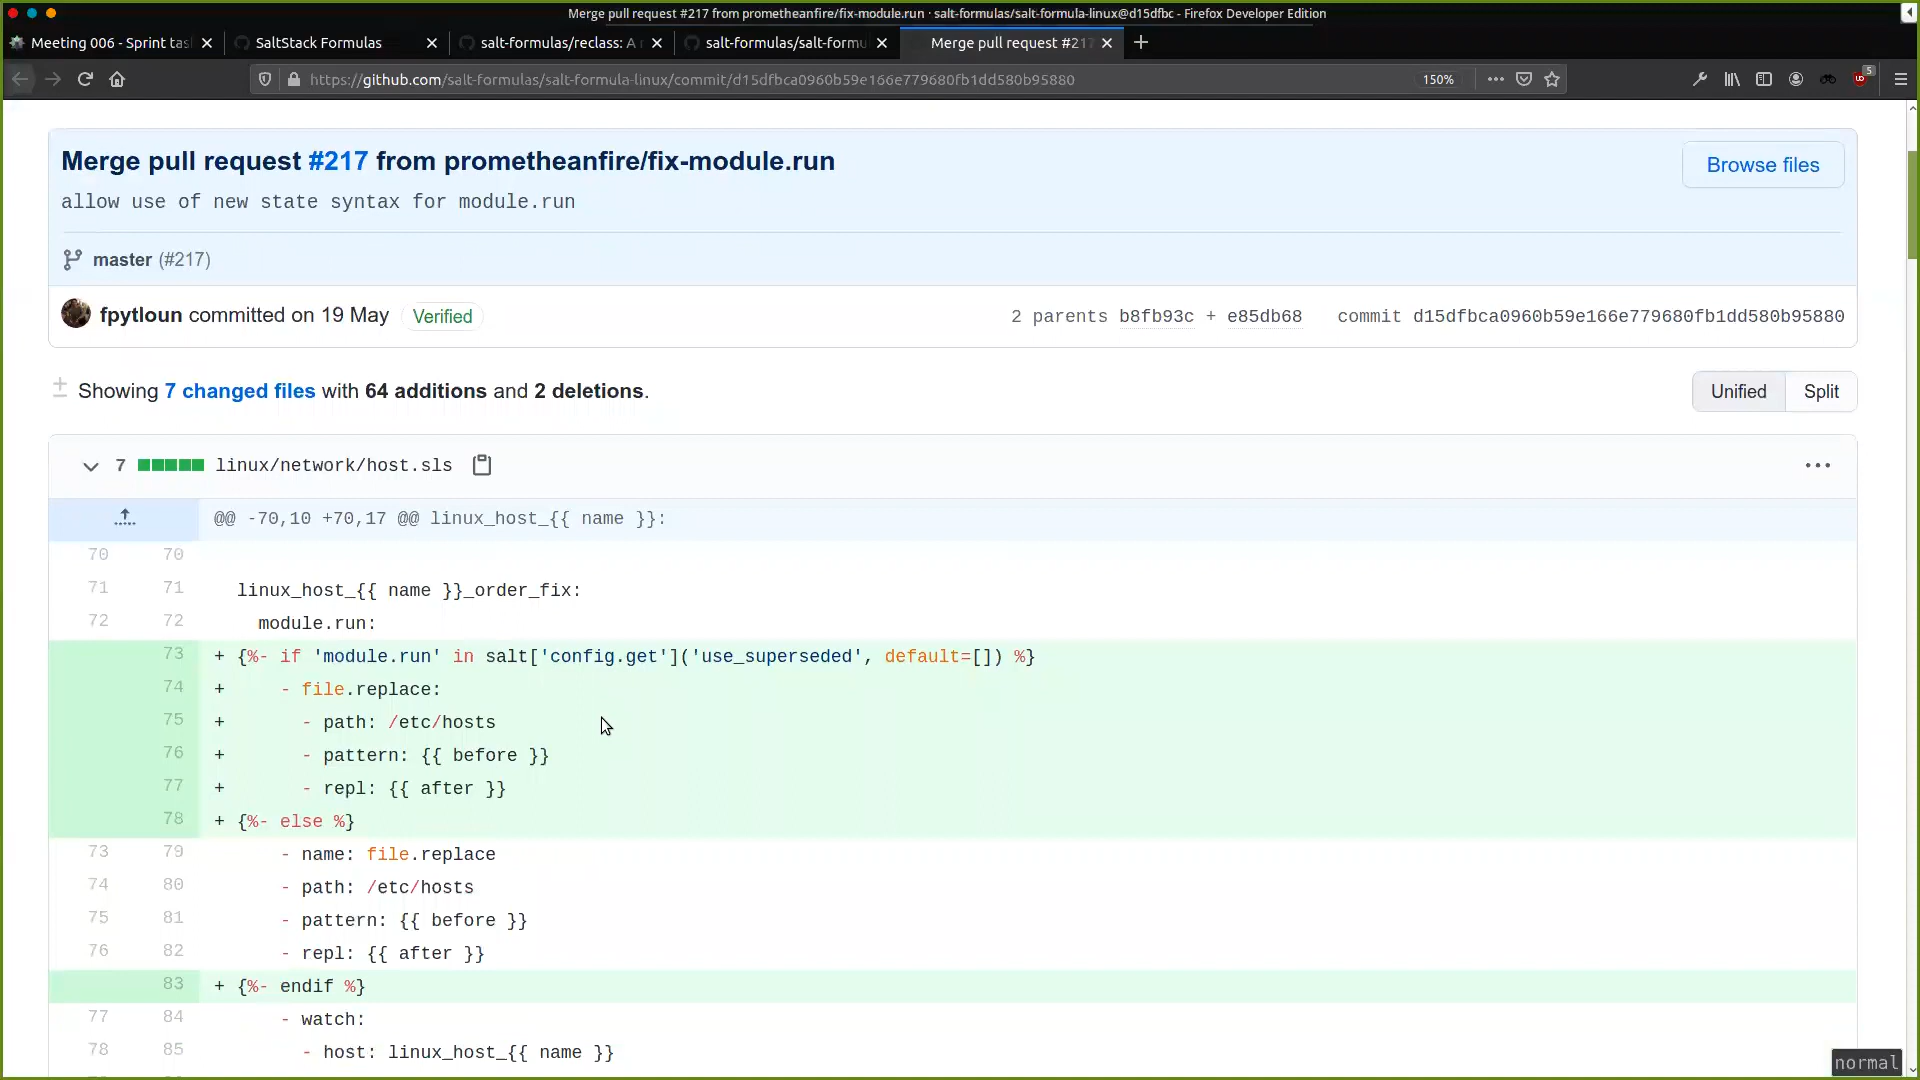 Merge pull request #217 from prometheanfire/fix-module.run · salt-formulas/salt-formula-linux@d15dfbc - Firefox Developer Edition
Meeting 006 - Sprint tas
SaltStack Formulas
salt-formulas/reclass: A r
salt-formulas/salt-formu
Merge pull request #217
https://github.com/salt-formulas/salt-formula-linux/commit/d15dfbca0960b59e166e779680fb1dd580b95880
150%
5
Merge pull request #217 from prometheanfire/fix-module.run
Browse files
allow use of new state syntax for module.run
master (#217)
fpytloun committed on 19 May Verified
2 parents b8fb93c + e85db68 commit d15dfbca0960b59e166e779680fb1dd580b95880
Showing 7 changed files with 64 additions and 2 deletions.
Unified Split
7 linux/network/host.sls
@@ -70,10 +70,17 @@ linux_host_{{ name }}:
70 70
71 71 linux_host_{{ name }}_order_fix:
72 72 module.run:
73 + {%- if 'module.run' in salt['config.get']('use_superseded', default=[]) %}
74 + - file.replace:
75 + - path: /etc/hosts
76 + - pattern: {{ before }}
77 + - repl: {{ after }}
78 + {%- else %}
73 79 - name: file.replace
74 80 - path: /etc/hosts
75 81 - pattern: {{ before }}
76 82 - repl: {{ after }}
83 + {%- endif %}
77 84 - watch:
78 85 - host: linux_host_{{ name }}
normal